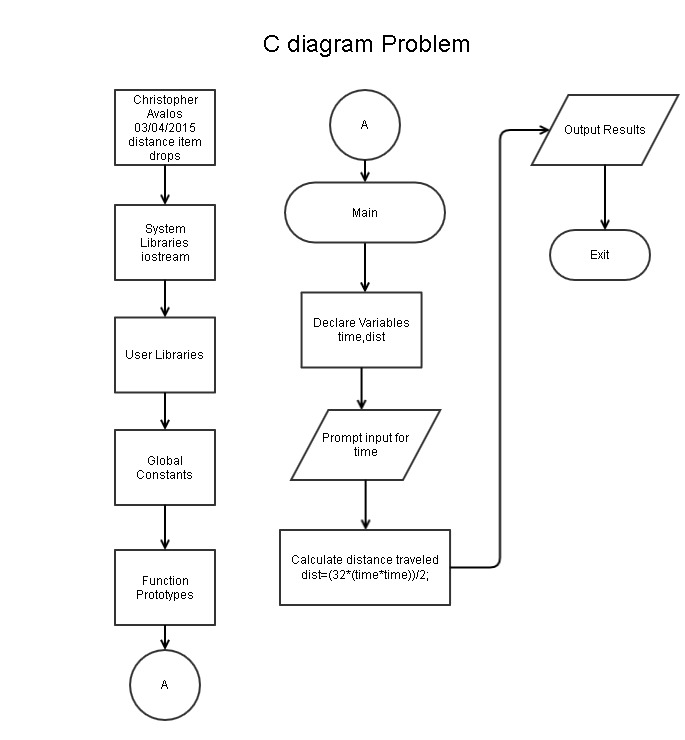 C diagram Problem
Christopher
Avalos
03/04/2015
distance item
drops
System
Libraries
iostream
User Libraries
Global
Constants
Function
Prototypes
A
A
Main
Declare Variables
time,dist
Prompt input for
time
Calculate distance traveled
dist=(32*(time*time))/2;
Output Results
Exit